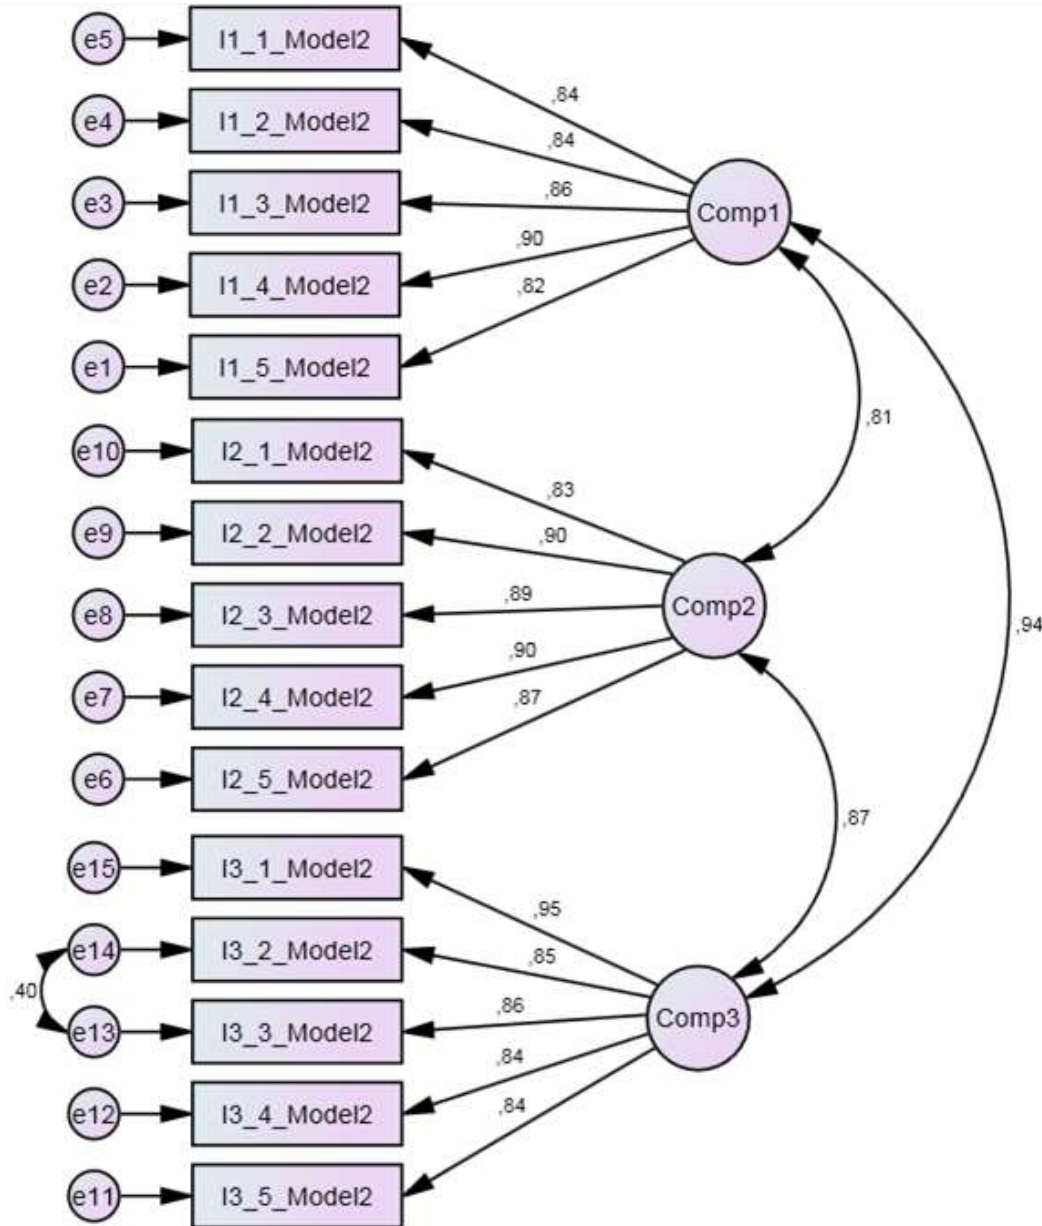 e5 I1_1_Model2
,84
e4 I1_2_Model2
,84
e3 I1_3_Model2
,86
Comp1
,90
e2 I1_4_Model2
,82
e1 I1_5_Model2
,81
e10 I2_1_Model2
,83
e9 I2_2_Model2
,90
e8 I2_3_Model2
,89
Comp2
,94
,90
e7 I2_4_Model2
,87
e6 I2_5_Model2
,87
e15 I3_1_Model2
,95
e14 I3_2_Model2
,85
,40
,86
e13 I3_3_Model2
Comp3
,84
e12 I3_4_Model2
,84
e11 I3_5_Model2